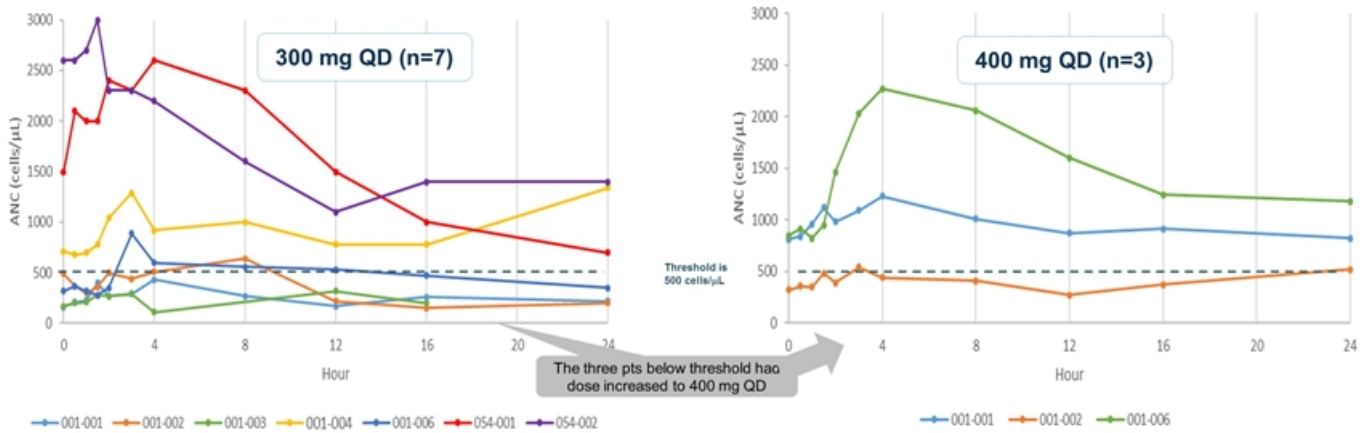 3000
2500
2000
1500
1000
500
0
ANC (cells/μL)
300 mg QD (n=7)
0 4 8 12 16 20 24
Hour
001-001 001-002 001-003 001-004 001-006 054-001 054-002
Threshold is
500 cells/μL
The three pts below threshold had
dose increased to 400 mg QD
3000
2500
2000
1500
1000
500
0
ANC (cells/μL)
400 mg QD (n=3)
0 4 8 12 16 20 24
Hour
001-001 001-002 001-006